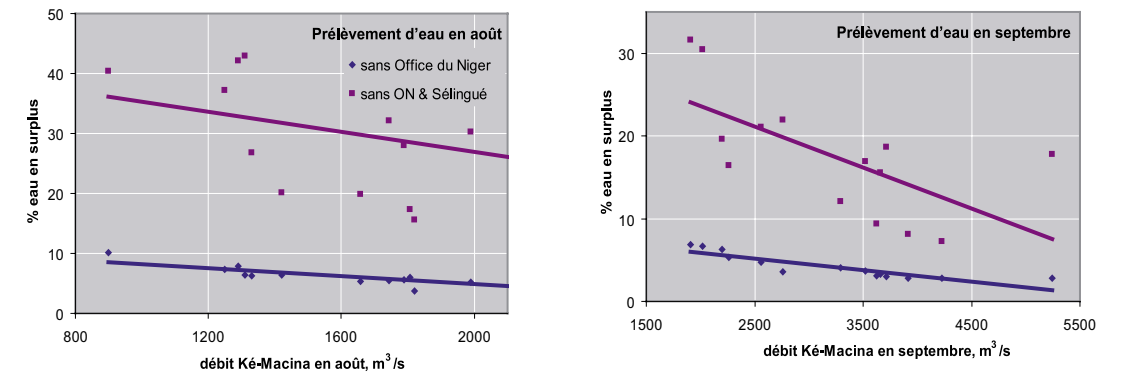 Prélèvement d'eau en août
sans Office du Niger
sans ON & Sélingué
% eau en surplus
50
40
30
20
10
0
800
1200
1600
2000
débit Ké-Macina en août, m³/s
Prélèvement d'eau en septembre
% eau en surplus
30
20
10
0
1500
2500
3500
4500
5500
débit Ké-Macina en septembre, m³/s